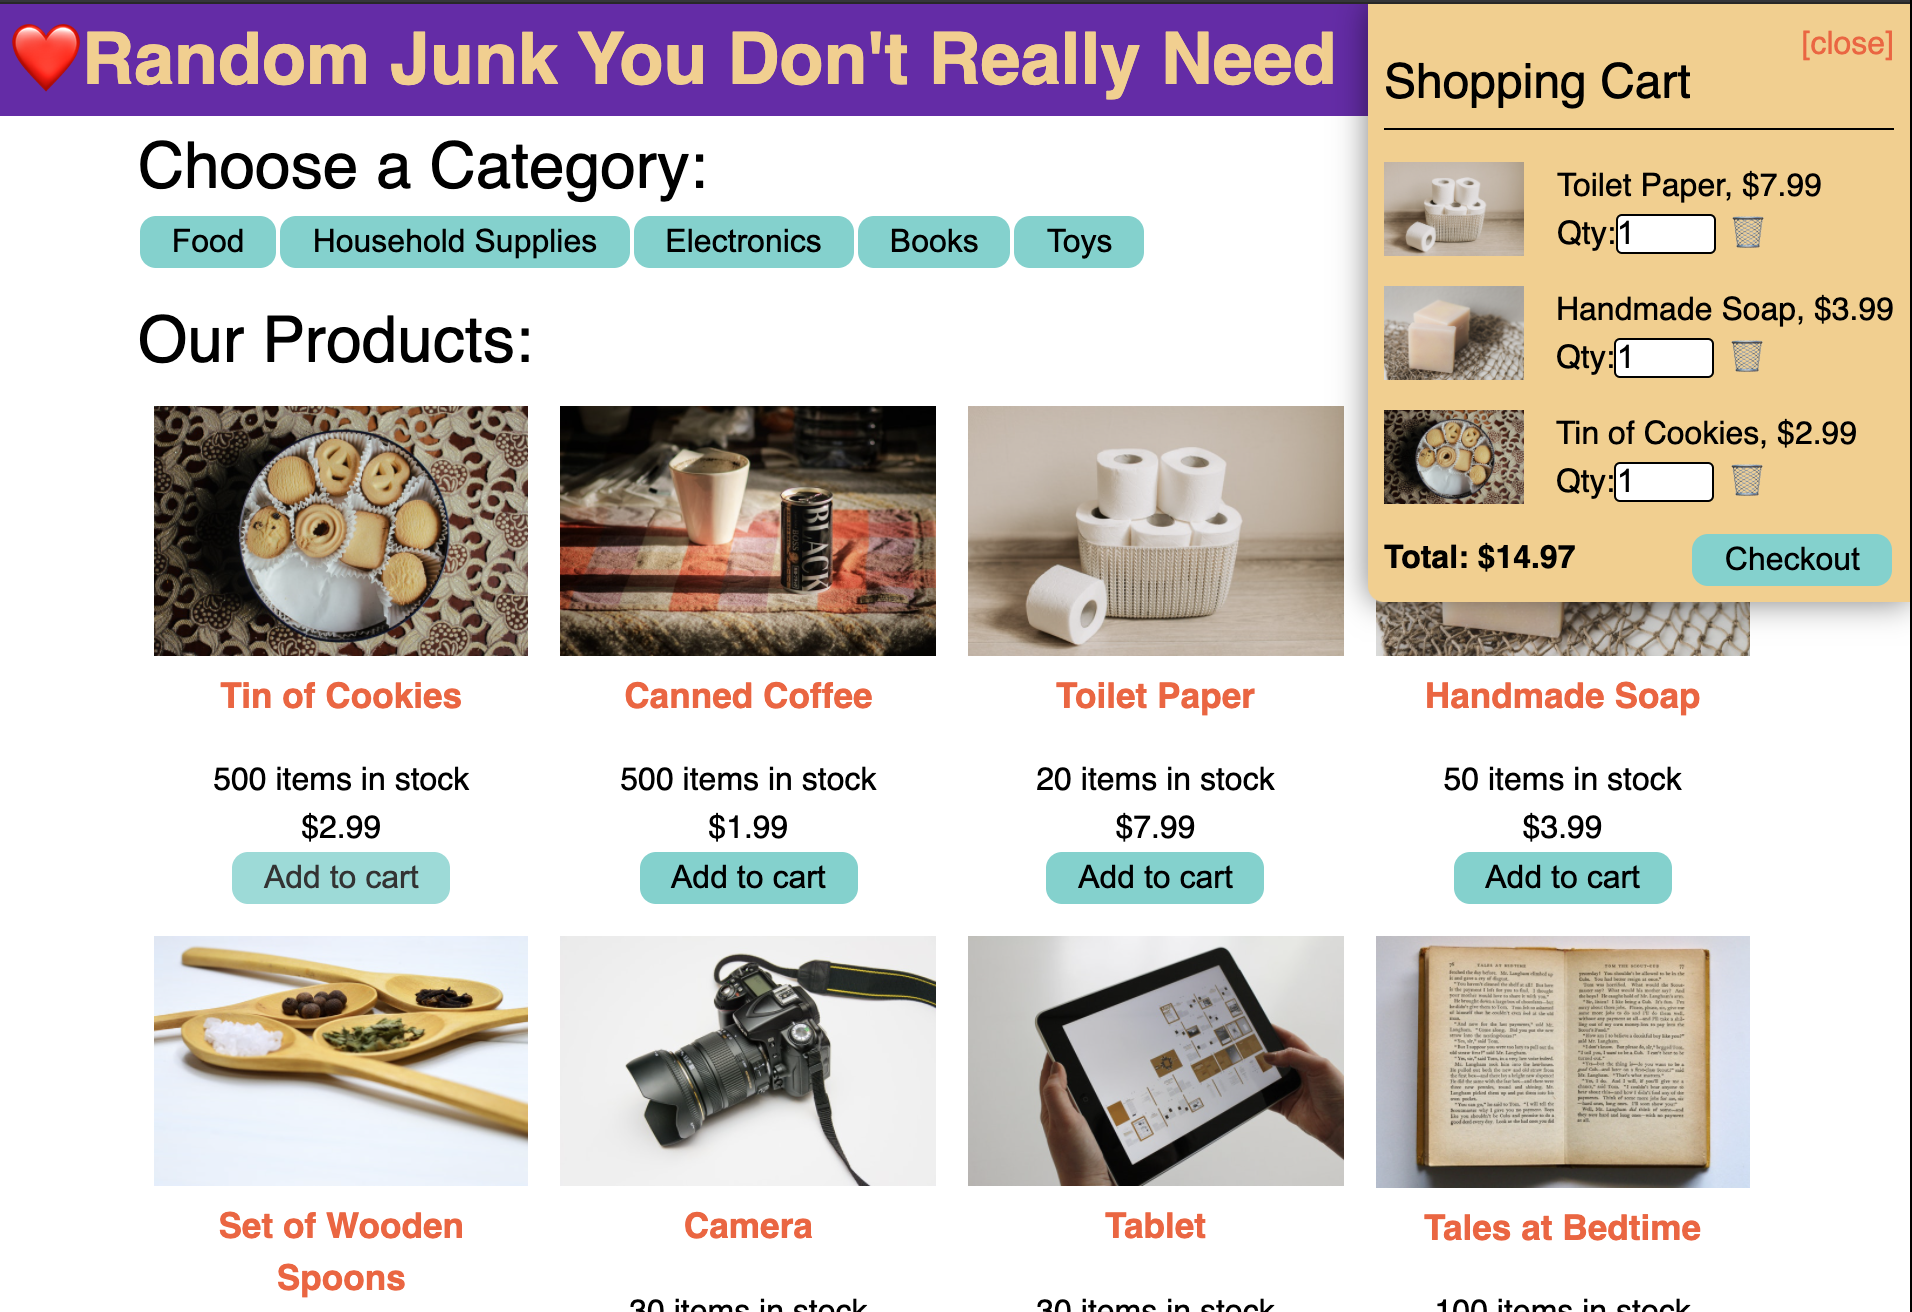 ❤️Random Junk You Don't Really Need
[close]
Shopping Cart
Toilet Paper, $7.99
Qty:1
Handmade Soap, $3.99
Qty:1
Tin of Cookies, $2.99
Qty:1
Total: $14.97
Checkout
Choose a Category:
Food
Household Supplies
Electronics
Books
Toys
Our Products:
BOSS
BLACK
Tin of Cookies
Canned Coffee
Toilet Paper
Handmade Soap
500 items in stock
500 items in stock
20 items in stock
50 items in stock
$2.99
$1.99
$7.99
$3.99
Add to cart
Add to cart
Add to cart
Add to cart
TALES AT BEDTIME
Set of Wooden
Spoons
Camera
Tablet
Tales at Bedtime
30 items in stock
30 items in stock
100 items in stock